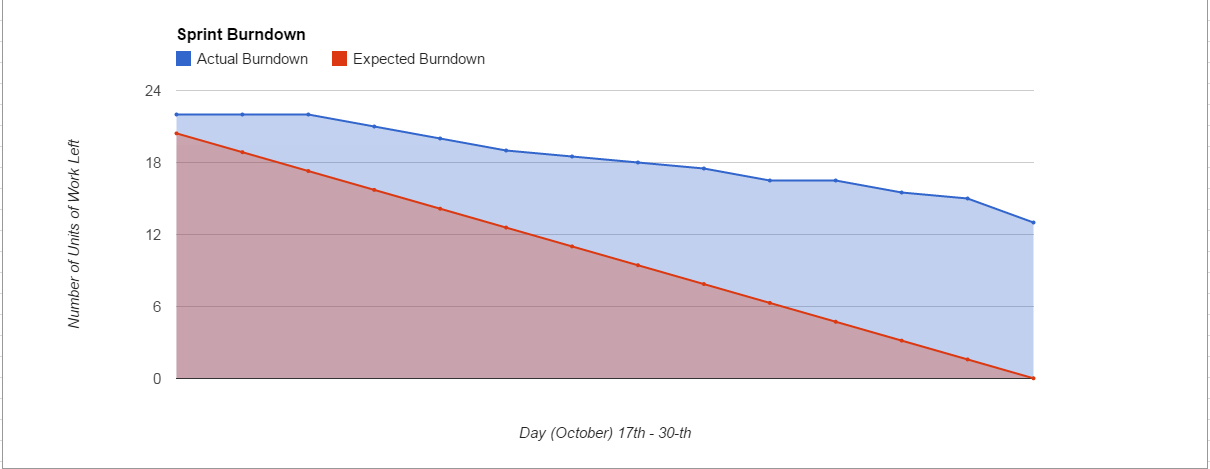 Sprint Burndown
Actual Burndown Expected Burndown
24
18
12
6
0
Number of Units of Work Left
Day (October) 17th - 30-th